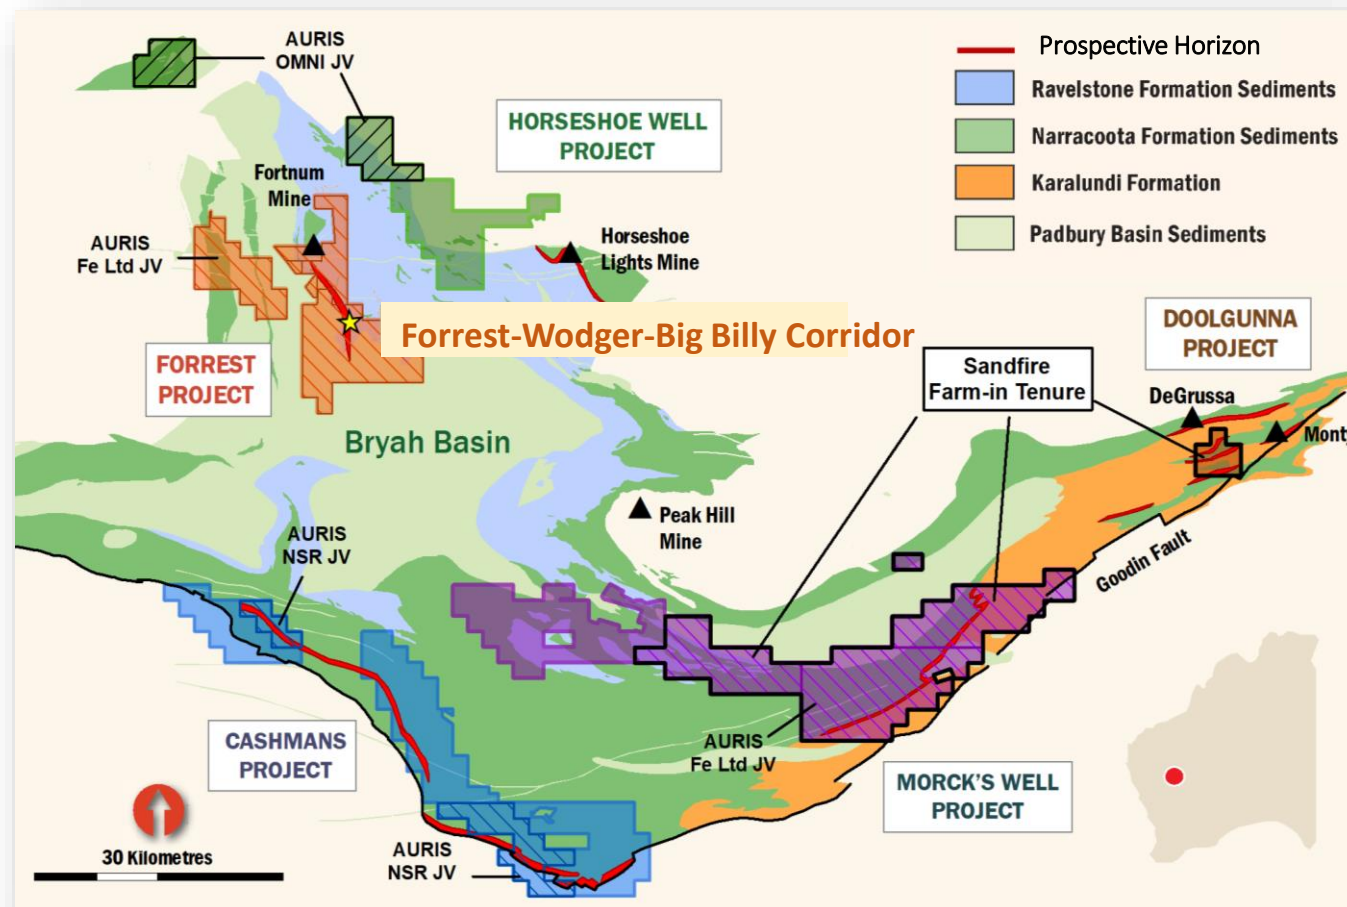 AURIS
OMNI JV
Prospective Horizon
Ravelstone Formation Sediments
Narracoota Formation Sediments
Karalundi Formation
Padbury Basin Sediments
HORSESHOE WELL
PROJECT
Fortnum
Mine
AURIS
Fe Ltd JV
Horseshoe
Lights Mine
Forrest-Wodger-Big Billy Corridor
FORREST
PROJECT
DOOLGUNNA
PROJECT
Sandfire
Farm-in Tenure
DeGrussa
Monty
Bryah Basin
Peak Hill
Mine
AURIS
NSR JV
Goodin Fault
CASHMANS
PROJECT
AURIS
Fe Ltd JV
MORCK'S WELL
PROJECT
30 Kilometres
AURIS
NSR JV